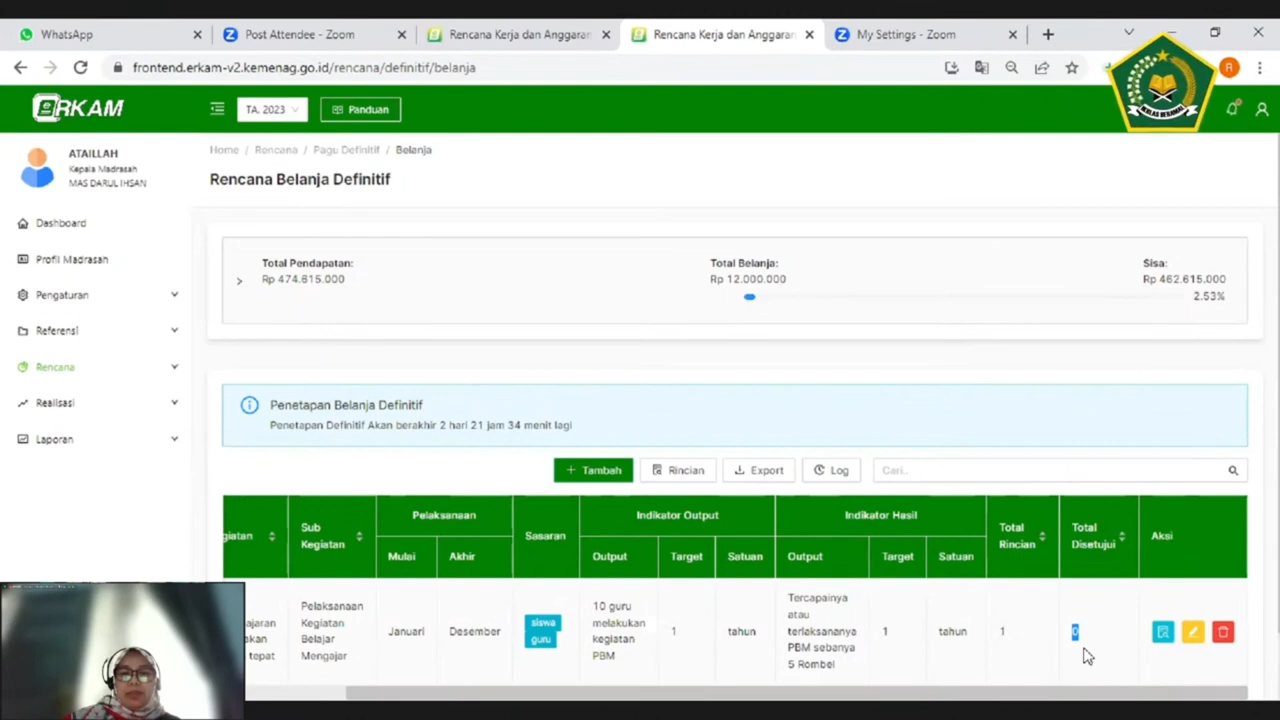 WhatsApp
Post Attendee - Zoom
Rencana Kerja dan Anggaran
Rencana Kerja dan Anggaran
My Settings - Zoom
frontend.erkam-v2.kemenag.go.id/rencana/definitif/belanja
A
eRKAM
TA. 2023
Panduan
IKHLAS BERAMAL
ATAILLAH
Kepala Madrasah
MAS DARUL IHSAN
Home / Rencana / Pagu Definitif / Belanja
Rencana Belanja Definitif
Dashboard
Profil Madrasah
Pengaturan
Referensi
Rencana
Realisasi
Laporan
Total Pendapatan:
Rp 474.615.000
Total Belanja:
Rp 12.000.000
Sisa:
Rp 462.615.000
2.53%
Penetapan Belanja Definitif
Penetapan Definitif Akan berakhir 2 hari 21 jam 34 menit lagi
+ Tambah
Rincian
Export
Log
Cari..
giatan
Sub
Kegiatan
Pelaksanaan
Mulai
Akhir
Sasaran
Indikator Output
Output
Target
Satuan
Indikator Hasil
Output
Target
Satuan
Total
Rincian
Total
Disetujui
Aksi
ajaran
kan
tepat
Pelaksanaan
Kegiatan
Belajar
Mengajar
Januari
Desember
siswa
guru
10 guru
melakukan
kegiatan
PBM
1
tahun
Tercapainya
atau
terlaksananya
PBM sebanya
5 Rombel
1
tahun
1
0